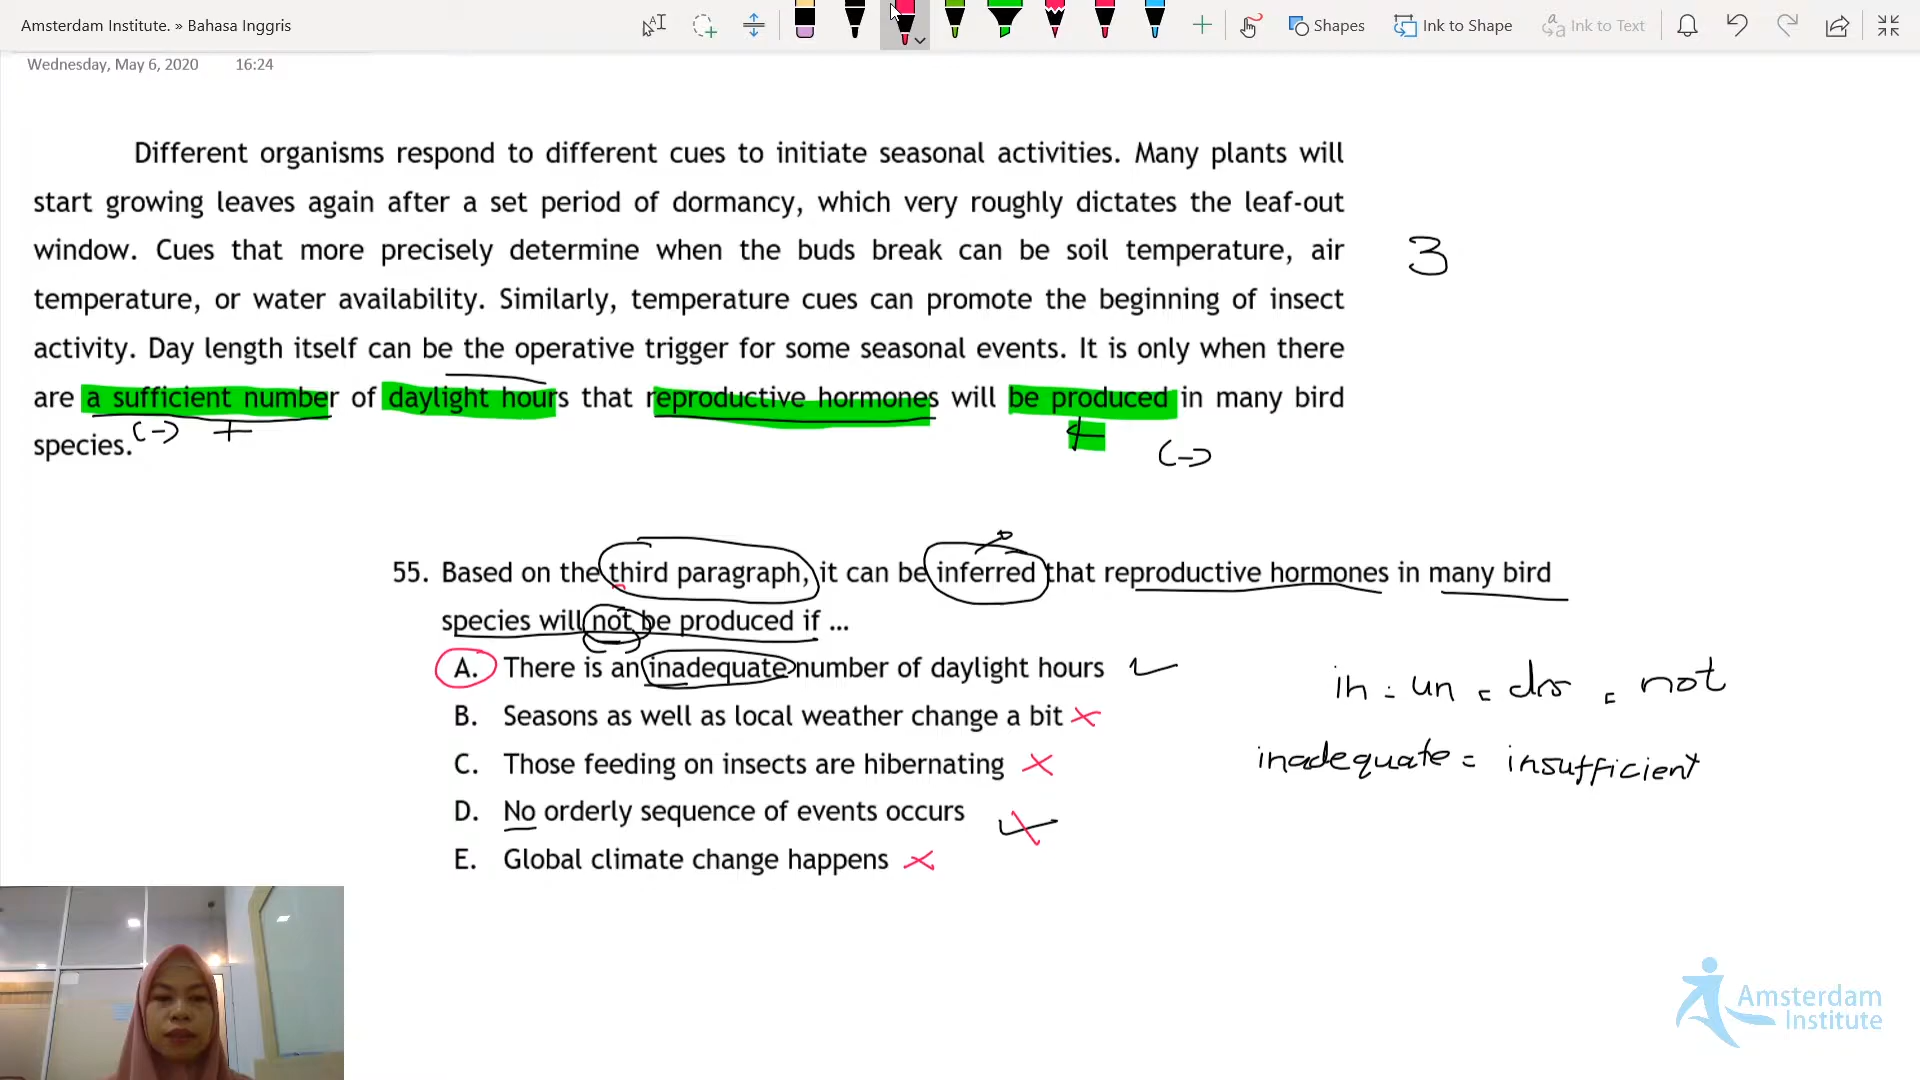 Amsterdam Institute. » Bahasa Inggris
Shapes Ink to Shape Ink to Text
Wednesday, May 6, 2020 16:24
Different organisms respond to different cues to initiate seasonal activities. Many plants will
start growing leaves again after a set period of dormancy, which very roughly dictates the leaf-out
window. Cues that more precisely determine when the buds break can be soil temperature, air
temperature, or water availability. Similarly, temperature cues can promote the beginning of insect
activity. Day length itself can be the operative trigger for some seasonal events. It is only when there
are a sufficient number of daylight hours that reproductive hormones will be produced in many bird
species.
3
(-) +
+ (-)
55. Based on the third paragraph, it can be inferred that reproductive hormones in many bird
species will not be produced if ...
A. There is an inadequate number of daylight hours
B. Seasons as well as local weather change a bit
C. Those feeding on insects are hibernating
D. No orderly sequence of events occurs
E. Global climate change happens
in = un = dis = not
inadequate = insufficient
Amsterdam
Institute